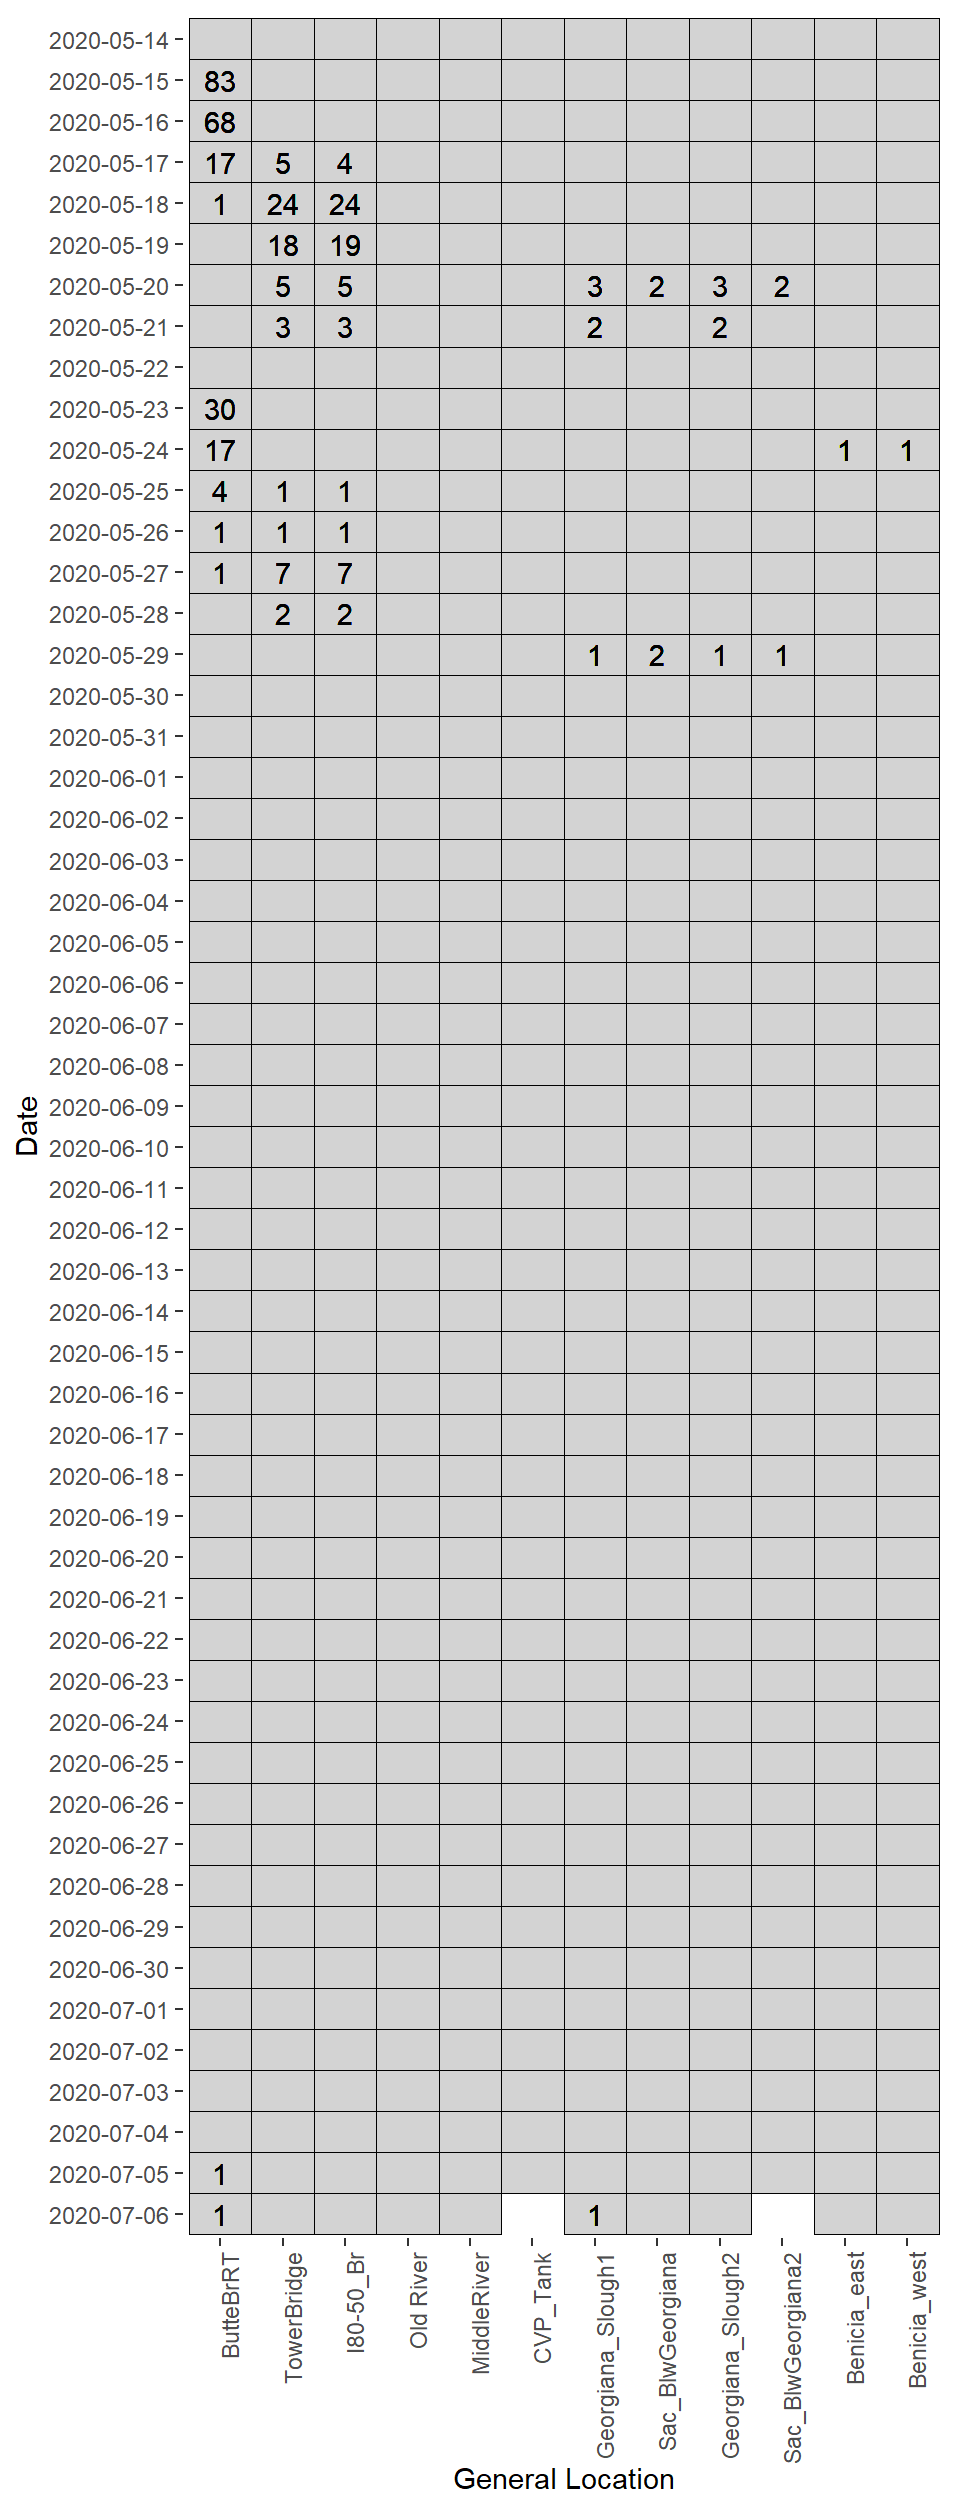 2020-05-14
2020-05-15 83
2020-05-16 68
2020-05-17 17 5 4
2020-05-18 1 24 24
2020-05-19 18 19
2020-05-20 5 5 3 2 3 2
2020-05-21 3 3 2 2
2020-05-22
2020-05-23 30
2020-05-24 17 1 1
2020-05-25 4 1 1
2020-05-26 1 1 1
2020-05-27 1 7 7
2020-05-28 2 2
2020-05-29 1 2 1 1
2020-05-30
2020-05-31
2020-06-01
2020-06-02
2020-06-03
2020-06-04
2020-06-05
2020-06-06
2020-06-07
2020-06-08
2020-06-09
2020-06-10
2020-06-11
2020-06-12
2020-06-13
2020-06-14
2020-06-15
2020-06-16
2020-06-17
2020-06-18
2020-06-19
2020-06-20
2020-06-21
2020-06-22
2020-06-23
2020-06-24
2020-06-25
2020-06-26
2020-06-27
2020-06-28
2020-06-29
2020-06-30
2020-07-01
2020-07-02
2020-07-03
2020-07-04
2020-07-05 1
2020-07-06 1 1
Date
ButteBrRT
TowerBridge
I80-50_Br
Old River
MiddleRiver
CVP_Tank
Georgiana_Slough1
Sac_BlwGeorgiana
Georgiana_Slough2
Sac_BlwGeorgiana2
Benicia_east
Benicia_west
General Location